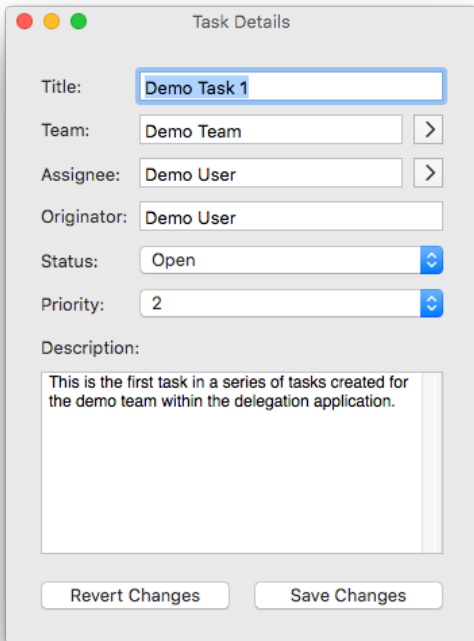 Task Details
Title: Demo Task 1
Team: Demo Team >
Assignee: Demo User >
Originator: Demo User
Status: Open
Priority: 2
Description:
This is the first task in a series of tasks created for
the demo team within the delegation application.
Revert Changes Save Changes